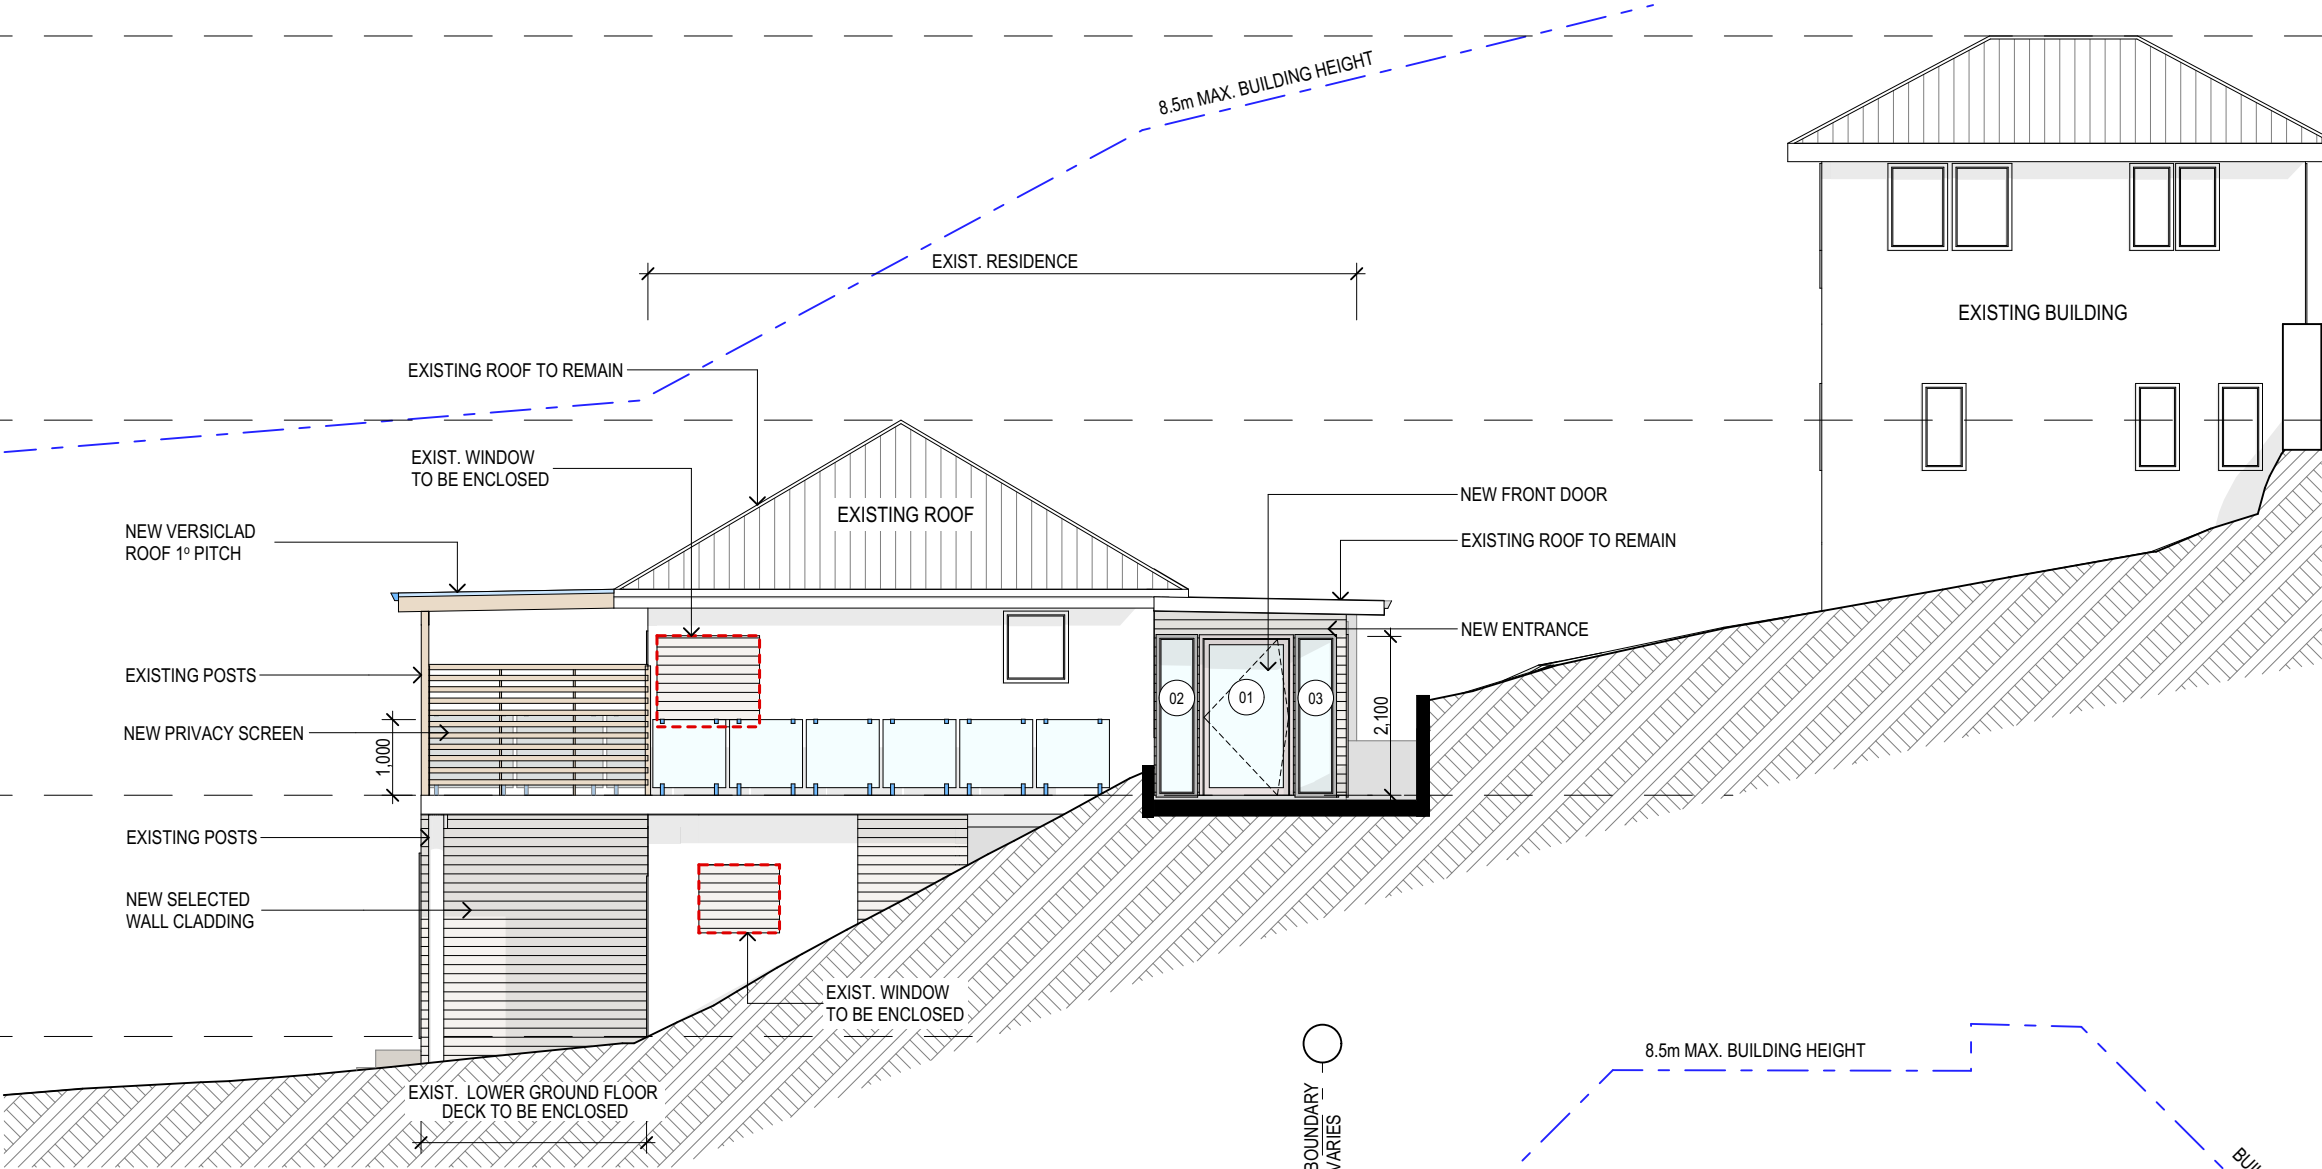 8.5m MAX. BUILDING HEIGHT
EXIST. RESIDENCE
EXISTING BUILDING
EXISTING ROOF TO REMAIN
EXIST. WINDOW
TO BE ENCLOSED
NEW FRONT DOOR
EXISTING ROOF
NEW VERSICLAD
ROOF 1º PITCH
EXISTING ROOF TO REMAIN
NEW ENTRANCE
EXISTING POSTS
02
01
03
2,100
NEW PRIVACY SCREEN
1,000
EXISTING POSTS
NEW SELECTED
WALL CLADDING
EXIST. WINDOW
TO BE ENCLOSED
8.5m MAX. BUILDING HEIGHT
EXIST. LOWER GROUND FLOOR
DECK TO BE ENCLOSED
BOUNDARY
VARIES